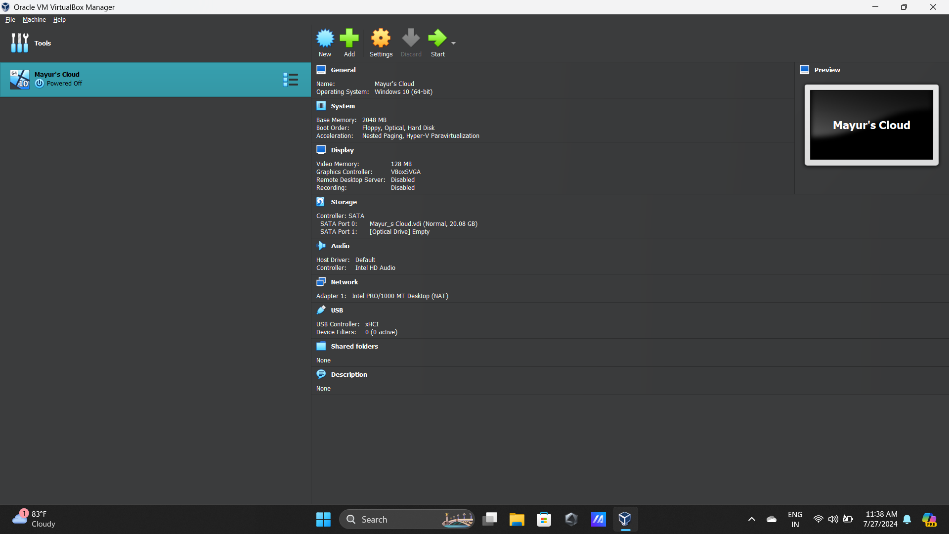 Oracle VM VirtualBox Manager
File Machine Help
Tools
New Add Settings Discard Start
Mayur's Cloud
Powered Off
General
Name: Mayur's Cloud
Operating System: Windows 10 (64-bit)
System
Base Memory: 2048 MB
Boot Order: Floppy, Optical, Hard Disk
Acceleration: Nested Paging, Hyper-V Paravirtualization
Display
Video Memory: 128 MB
Graphics Controller: VBoxSVGA
Remote Desktop Server: Disabled
Recording: Disabled
Storage
Controller: SATA
SATA Port 0: Mayur_s Cloud.vdi (Normal, 20.08 GB)
SATA Port 1: [Optical Drive] Empty
Audio
Host Driver: Default
Controller: Intel HD Audio
Network
Adapter 1: Intel PRO/1000 MT Desktop (NAT)
USB
USB Controller: xHCI
Device Filters: 0 (0 active)
Shared folders
None
Description
None
Preview
Mayur's Cloud
1
83°F
Cloudy
Search
ENG
IN
11:38 AM
7/27/2024